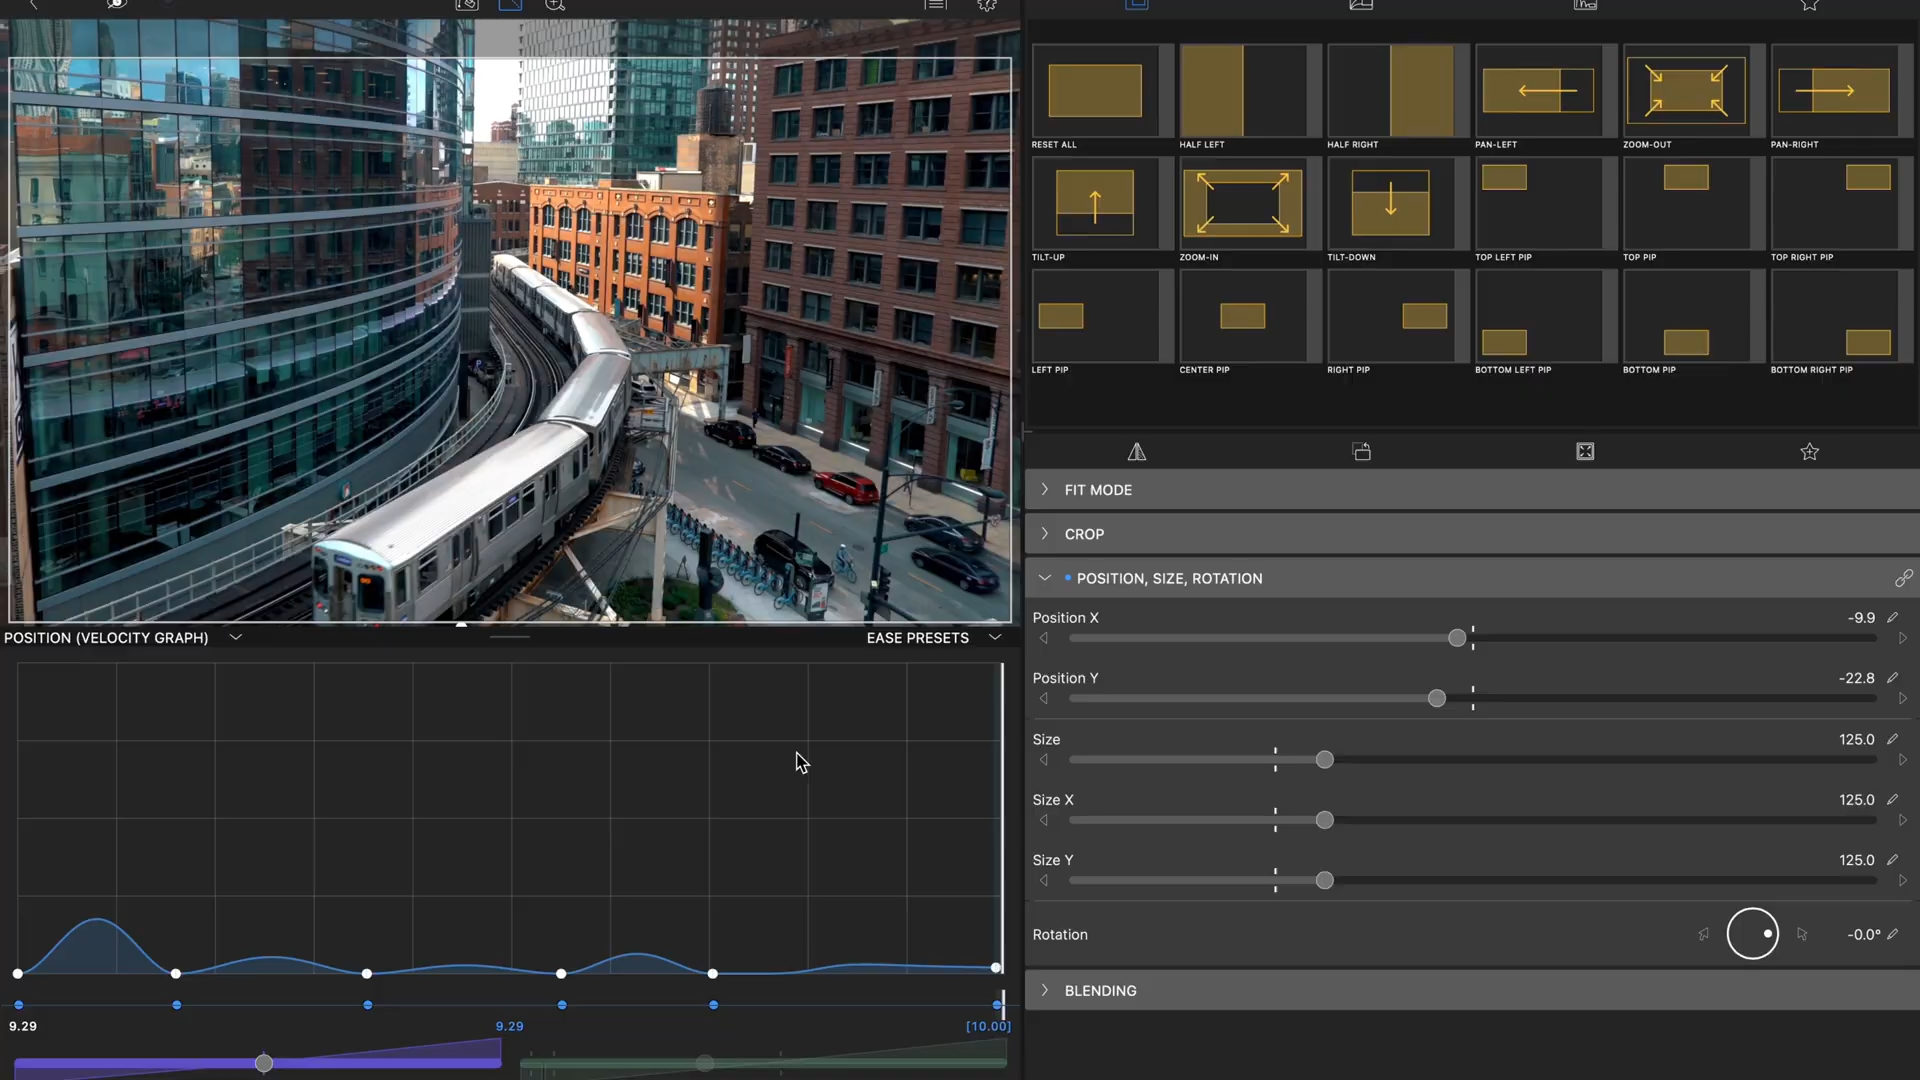 RESET ALL
HALF LEFT
HALF RIGHT
PAN-LEFT
ZOOM-OUT
PAN-RIGHT
TILT-UP
ZOOM-IN
TILT-DOWN
TOP LEFT PIP
TOP PIP
TOP RIGHT PIP
LEFT PIP
CENTER PIP
RIGHT PIP
BOTTOM LEFT PIP
BOTTOM PIP
BOTTOM RIGHT PIP
FIT MODE
CROP
POSITION, SIZE, ROTATION
Position X
-9.9
Position Y
-22.8
Size
125.0
Size X
125.0
Size Y
125.0
Rotation
-0.0°
BLENDING
POSITION (VELOCITY GRAPH)
EASE PRESETS
9.29
9.29
[10.00]